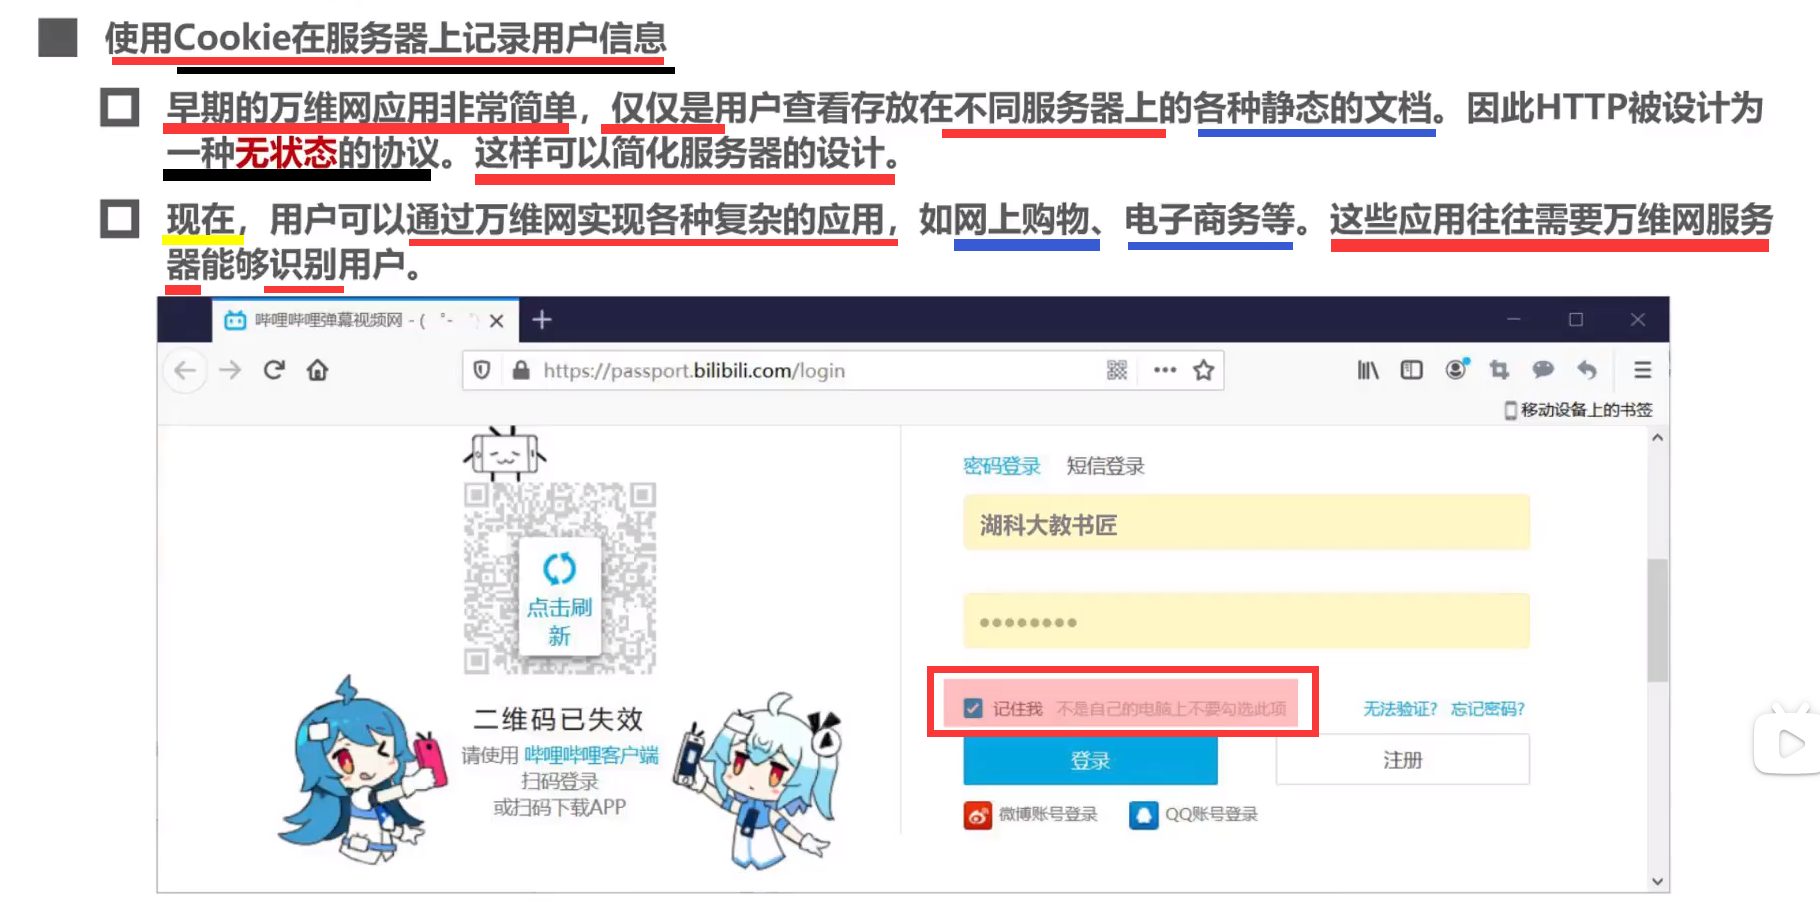 使用Cookie在服务器上记录用户信息
早期的万维网应用非常简单，仅仅是用户查看存放在不同服务器上的各种静态的文档。因此HTTP被设计为
一种无状态的协议。这样可以简化服务器的设计。
现在，用户可以通过万维网实现各种复杂的应用，如网上购物、电子商务等。这些应用往往需要万维网服务
器能够识别用户。
哔哩哔哩弹幕视频网 - (  ゜- ゜)
https://passport.bilibili.com/login
移动设备上的书签
点击刷
新
二维码已失效
请使用 哔哩哔哩客户端
扫码登录
或扫码下载APP
密码登录 短信登录
湖科大教书匠
●●●●●●●●
记住我 不是自己的电脑上不要勾选此项 无法验证? 忘记密码?
登录 注册
微博账号登录 QQ账号登录